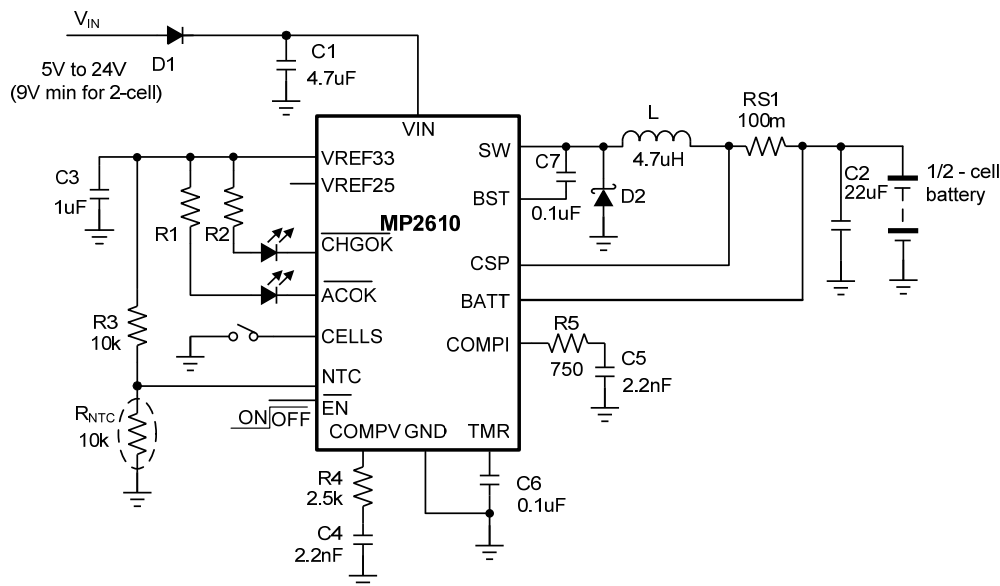 VIN
D1
5V to 24V
(9V min for 2-cell)
C1
4.7uF
VIN
VREF33
VREF25
MP2610
CHGOK
ACOK
CELLS
NTC
EN
COMPV
GND
TMR
SW
BST
CSP
BATT
COMPI
C3
1uF
R1
R2
R3
10k
RNTC
10k
ON
OFF
R4
2.5k
C4
2.2nF
C6
0.1uF
R5
750
C5
2.2nF
C7
0.1uF
D2
L
4.7uH
RS1
100m
C2
22uF
1/2 - cell
battery